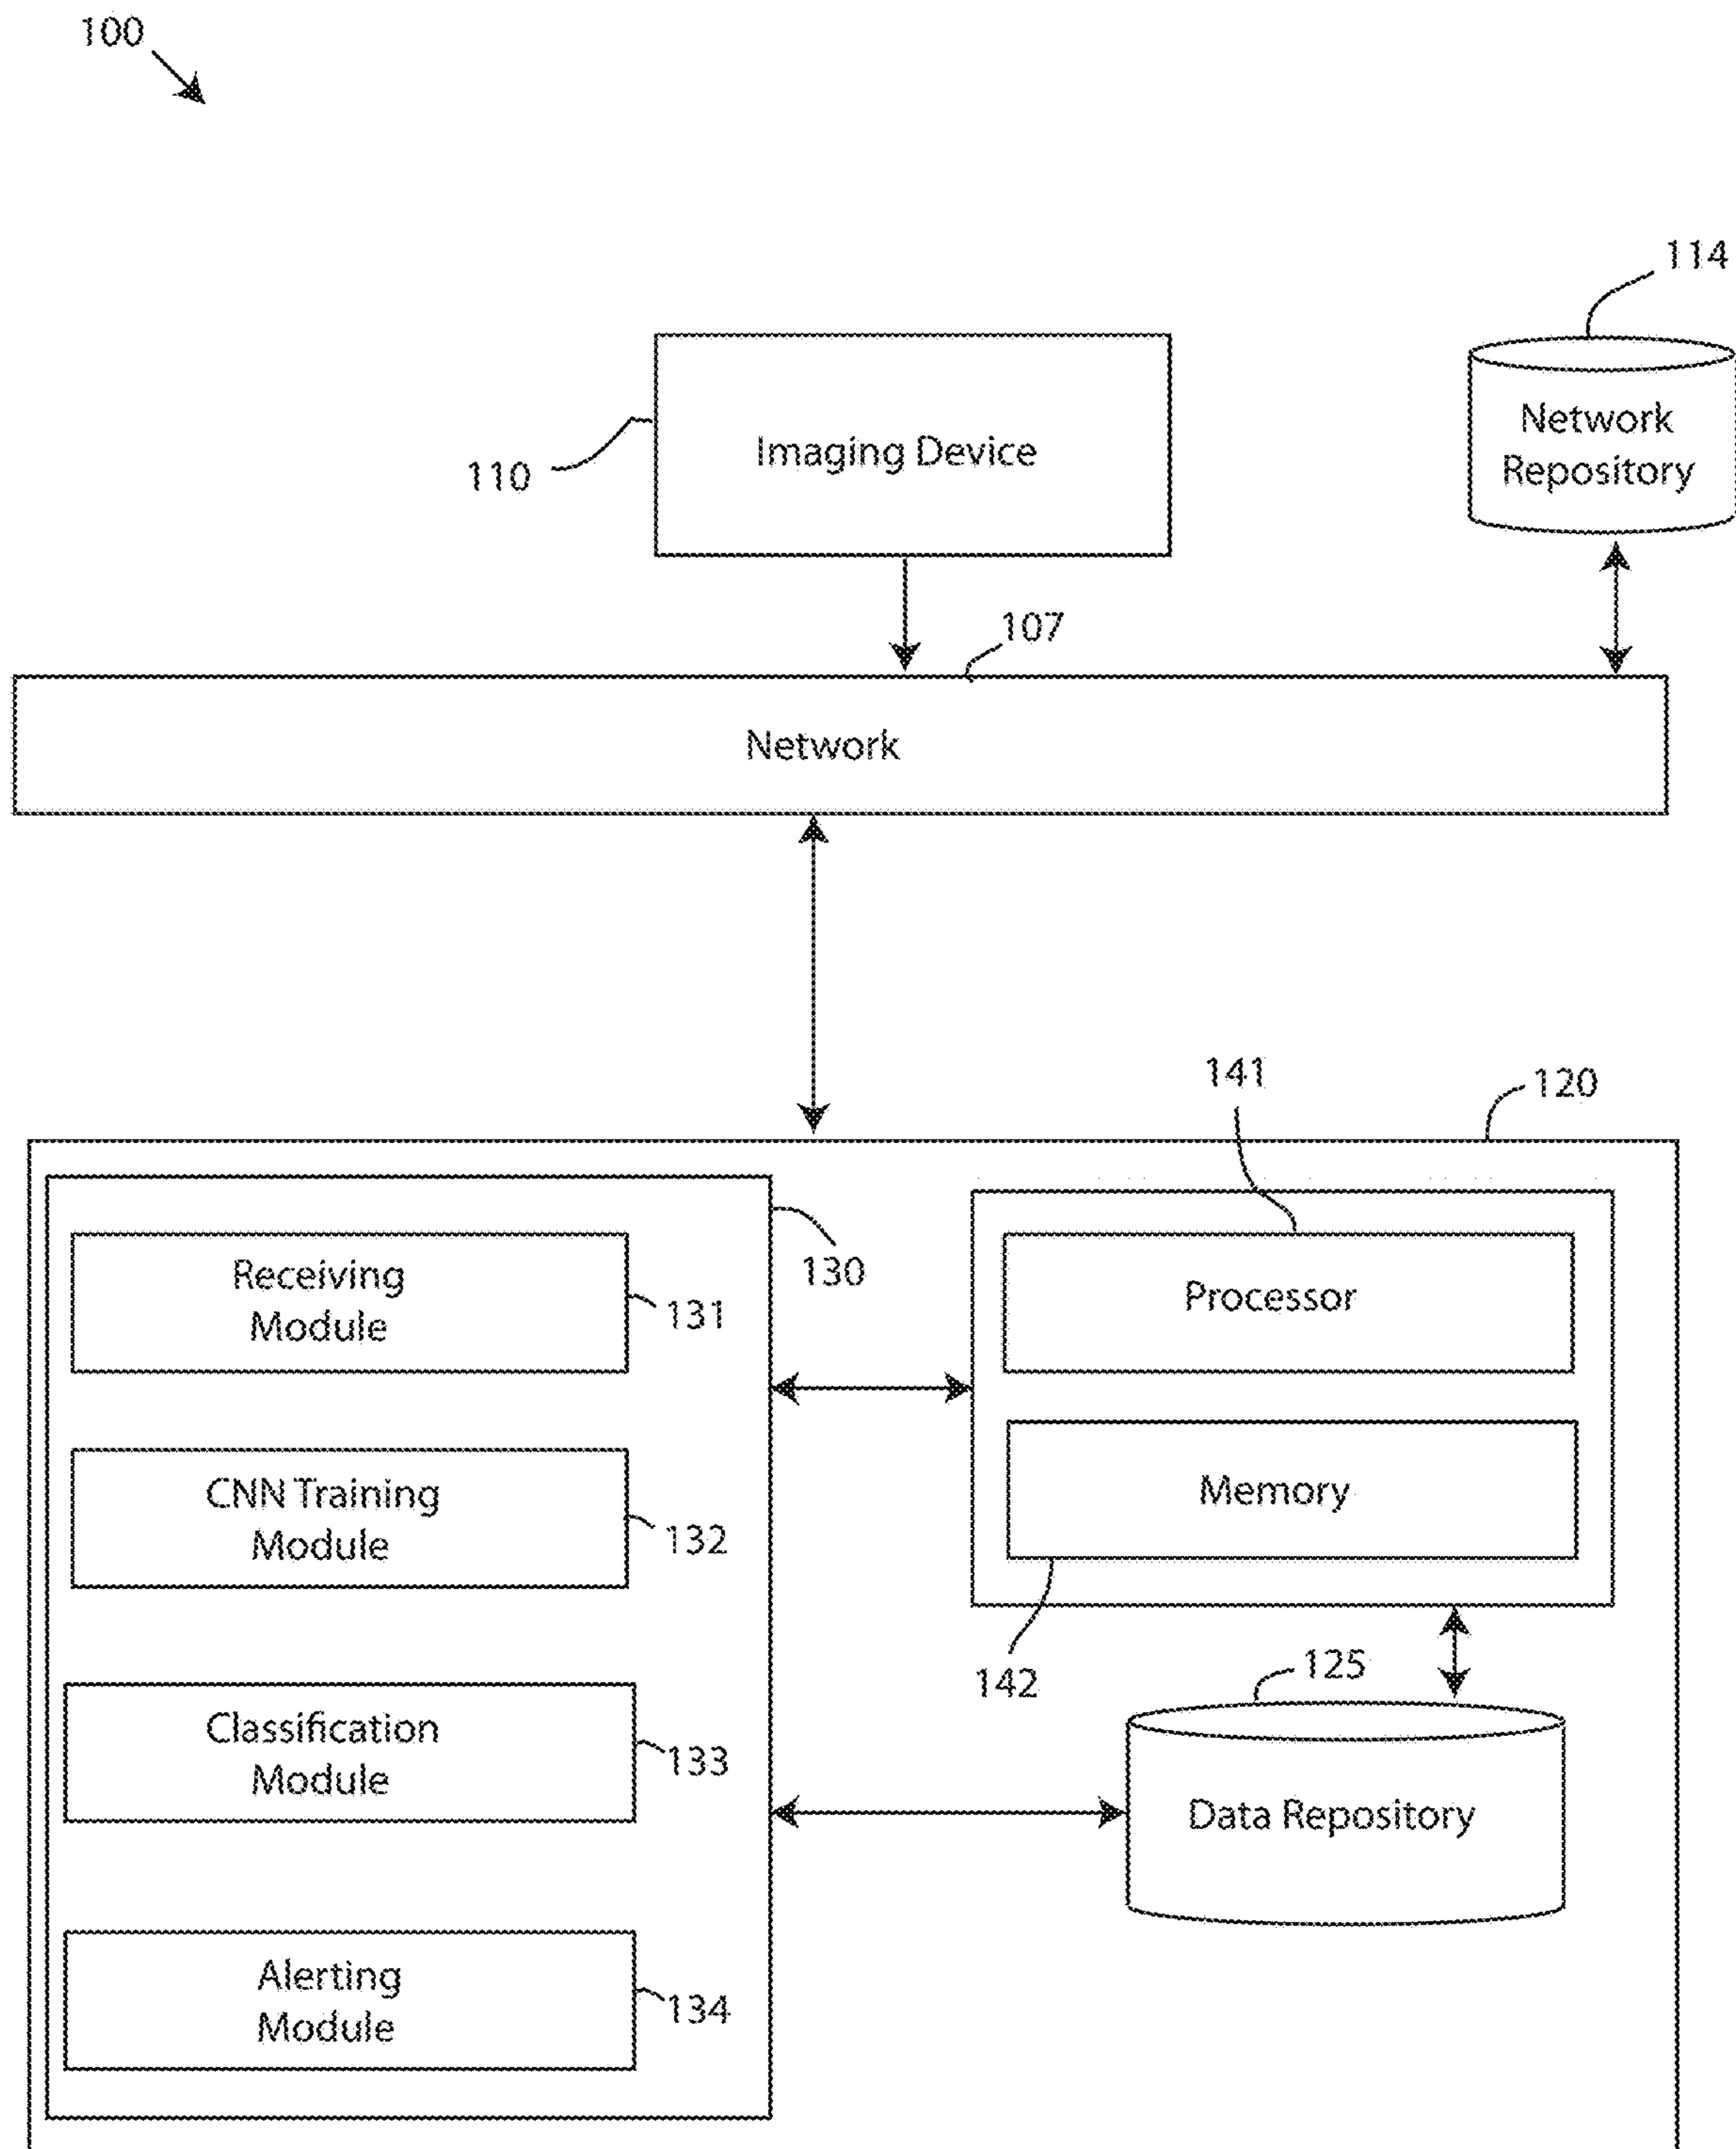 100
114
Network
Repository
Imaging Device
110
107
Network
141
120
130
Receiving
Module
131
Processor
CNN Training
Module
132
Memory
142
125
Classification
Module
133
Data Repository
Alerting
Module
134